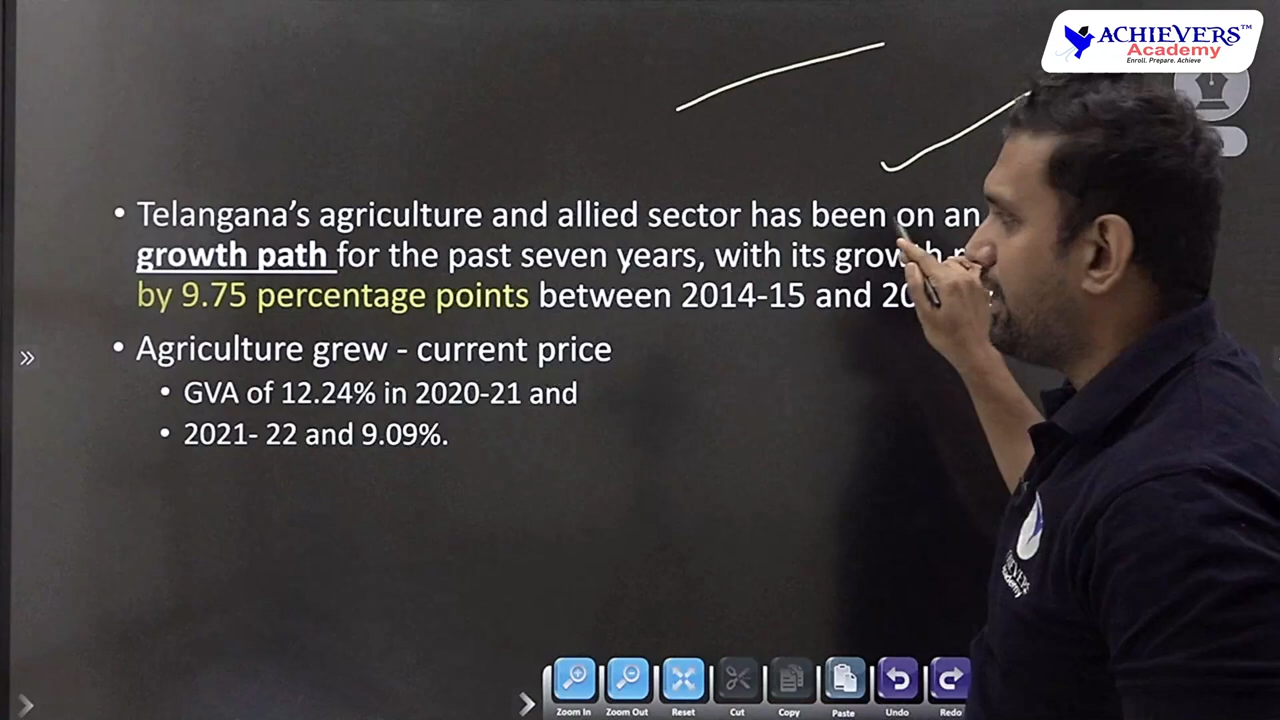 ACHIEVERS™
Academy
Enroll. Prepare. Achieve
• Telangana’s agriculture and allied sector has been on an
growth path for the past seven years, with its growth
by 9.75 percentage points between 2014-15 and 20
• Agriculture grew - current price
• GVA of 12.24% in 2020-21 and
• 2021- 22 and 9.09%.
Academy
Zoom In Zoom Out Reset Cut Copy Paste Undo Redo